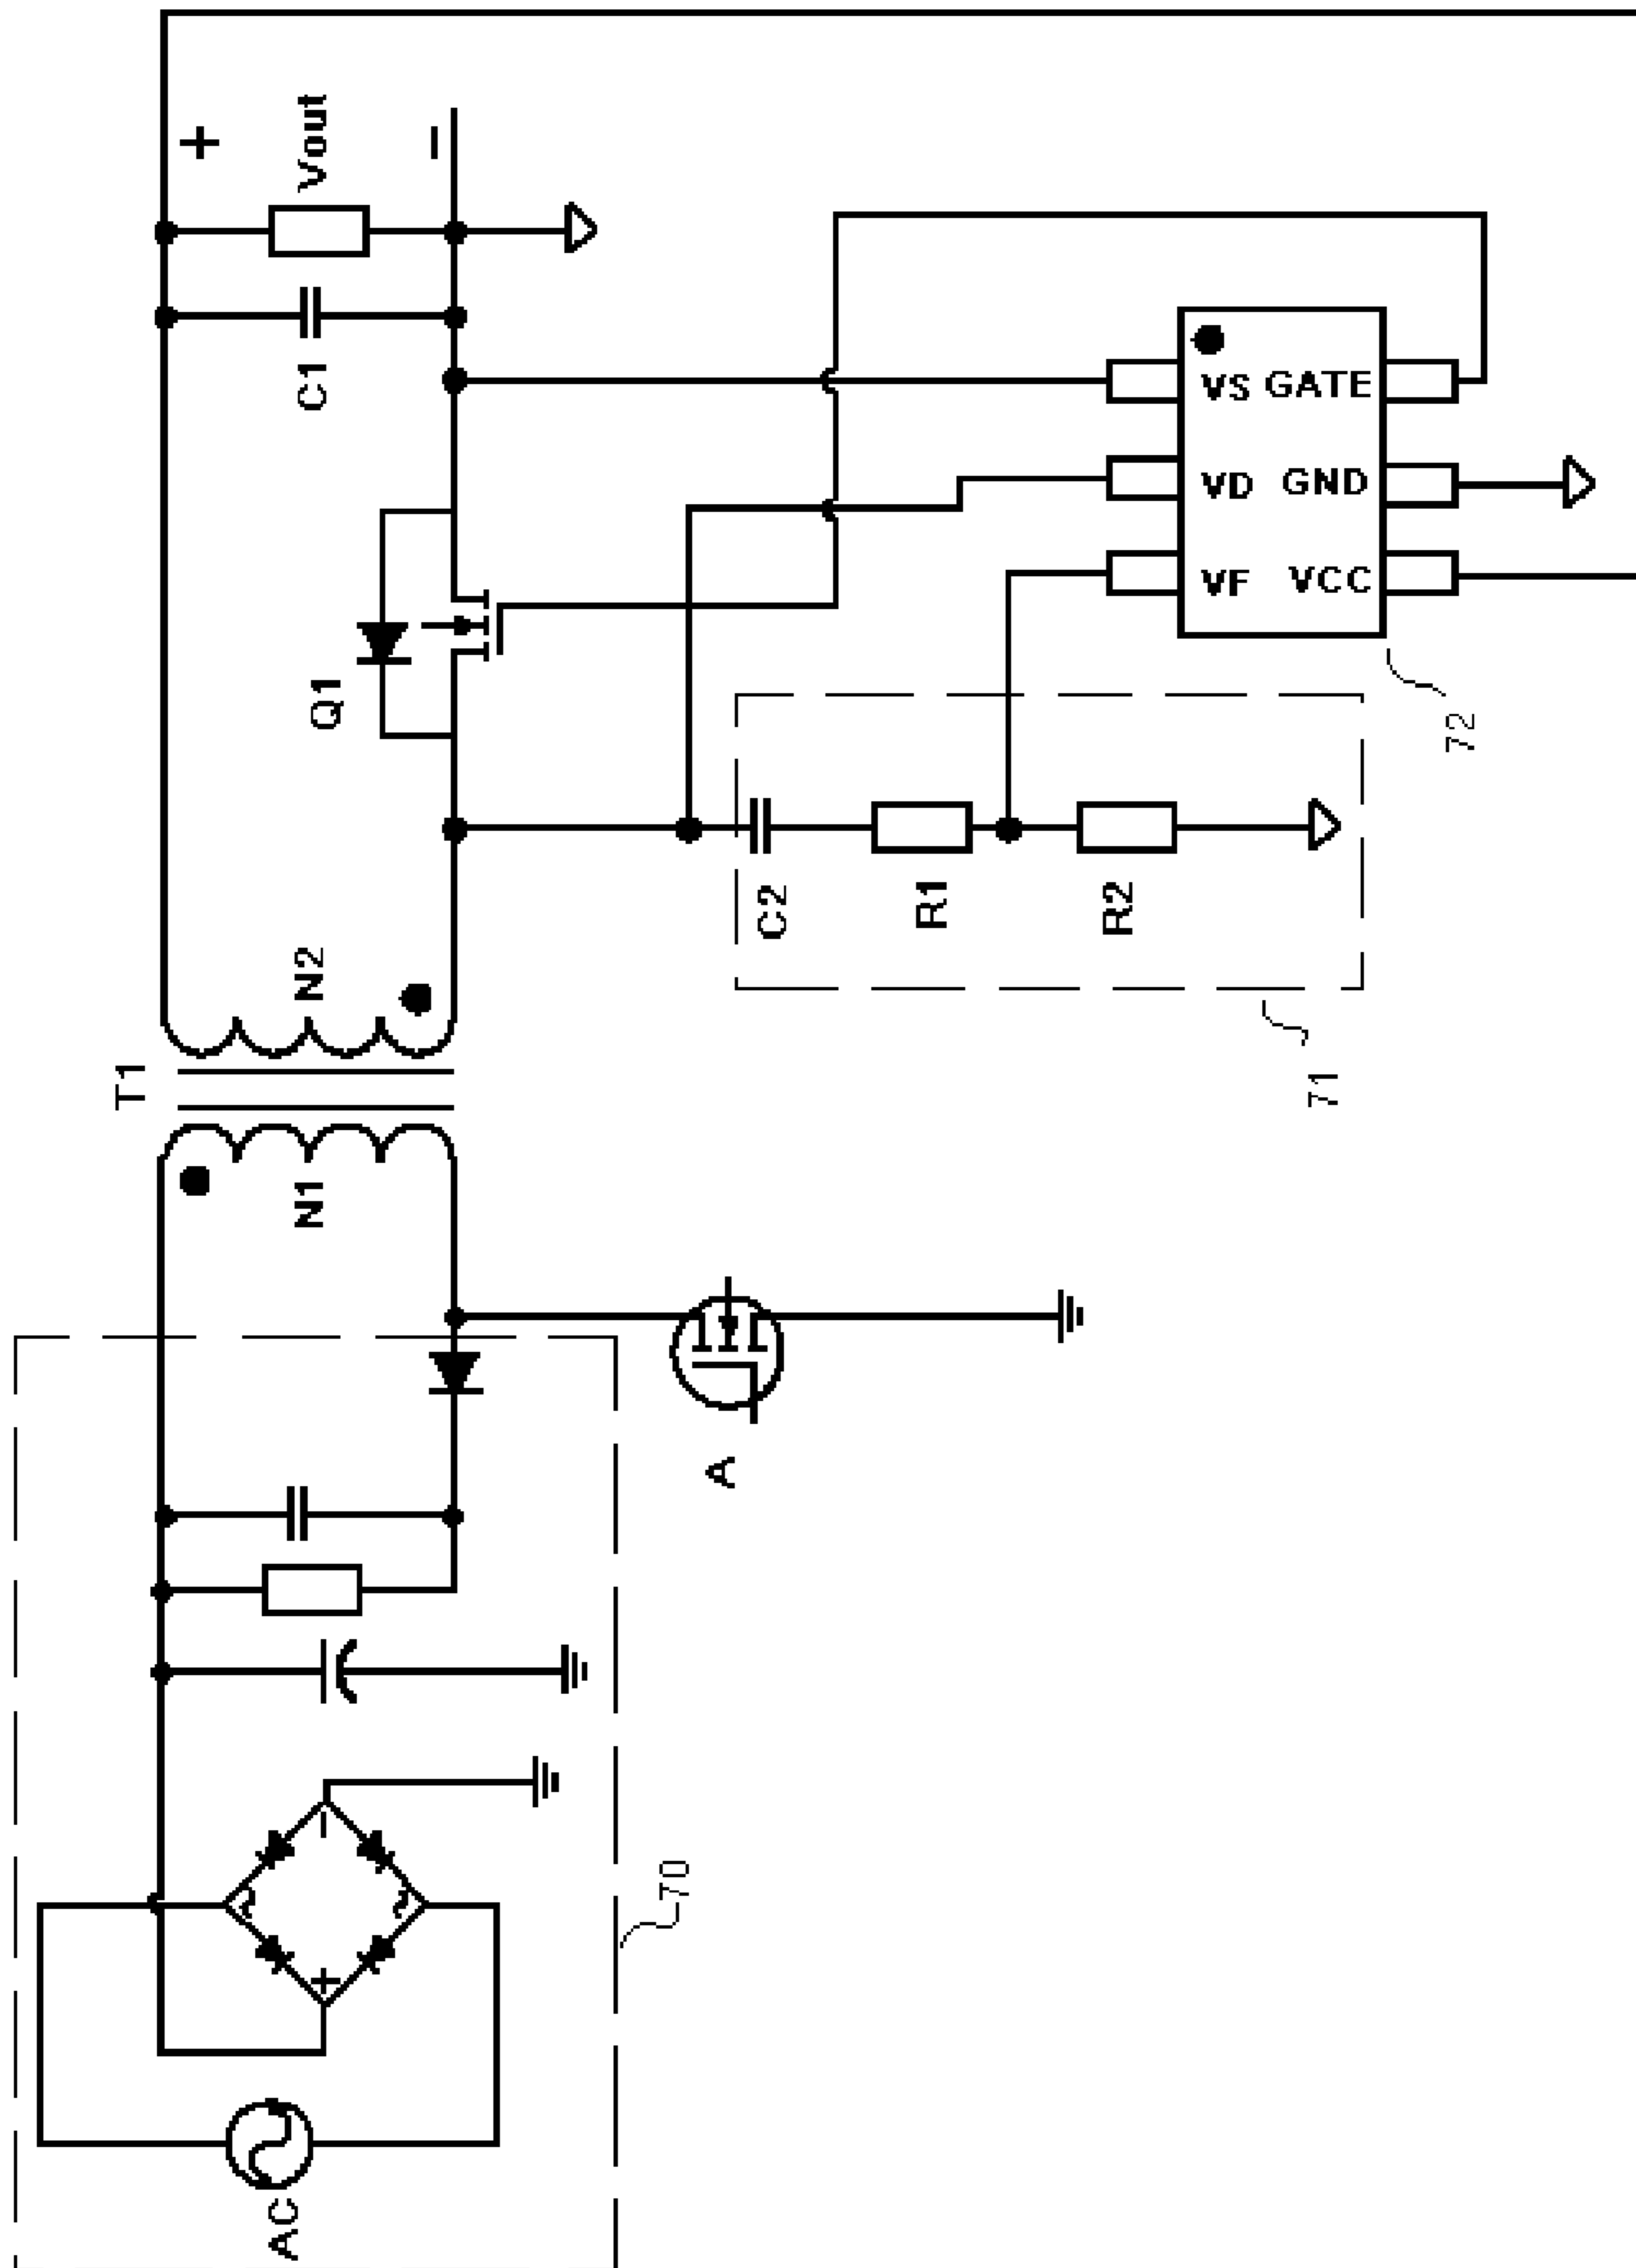 AC
70
A
N1
T1
N2
Q1
C1
+
Vout
−
C2
R1
R2
71
VS GATE
VD GND
VF VCC
72